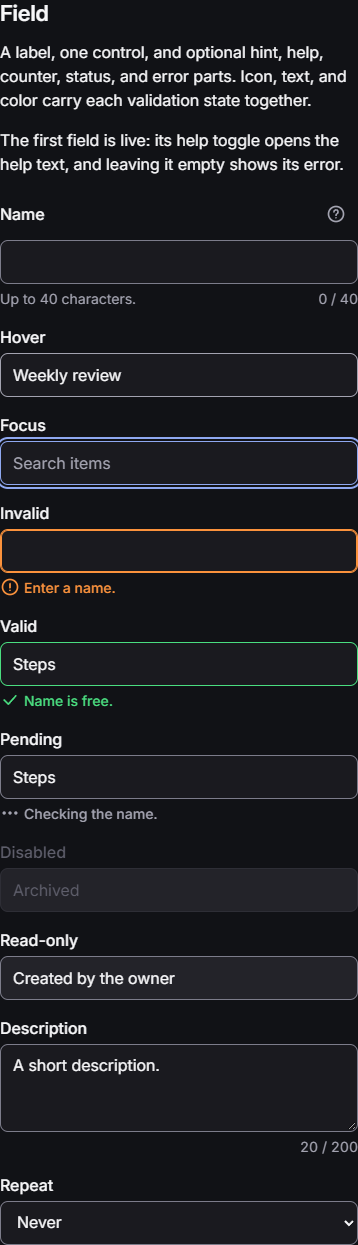 Field
A label, one control, and optional hint, help,
counter, status, and error parts. Icon, text, and
color carry each validation state together.
The first field is live: its help toggle opens the
help text, and leaving it empty shows its error.
Name
Up to 40 characters. 0 / 40
Hover
Weekly review
Focus
Search items
Invalid
Enter a name.
Valid
Steps
Name is free.
Pending
Steps
Checking the name.
Disabled
Archived
Read-only
Created by the owner
Description
A short description.
20 / 200
Repeat
Never